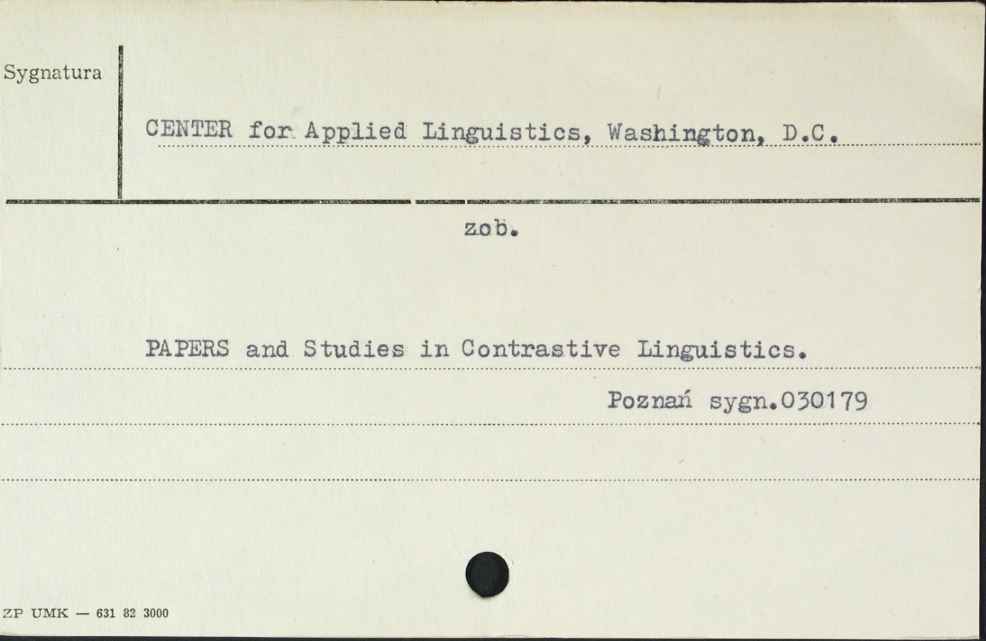 Sygnatura
CENTER for Applied Linguistics, Washington, D.C.
zob.
PAPERS and Studies in Contrastive Linguistics.
Poznań sygn.030179
ZP UMK — 631 82 3000